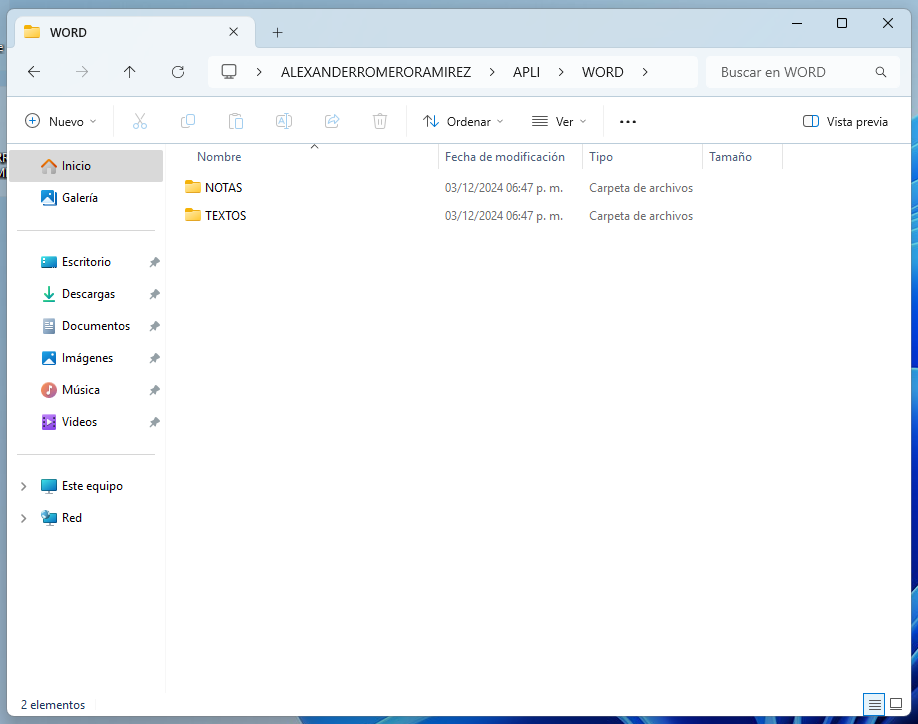 WORD
ALEXANDERROMERORAMIREZ > APLI > WORD >
Buscar en WORD
Nuevo
Ordenar
Ver
Vista previa
Nombre Fecha de modificación Tipo Tamaño
Inicio
NOTAS 03/12/2024 06:47 p. m. Carpeta de archivos
Galería
TEXTOS 03/12/2024 06:47 p. m. Carpeta de archivos
Escritorio
Descargas
Documentos
Imágenes
Música
Videos
Este equipo
Red
2 elementos